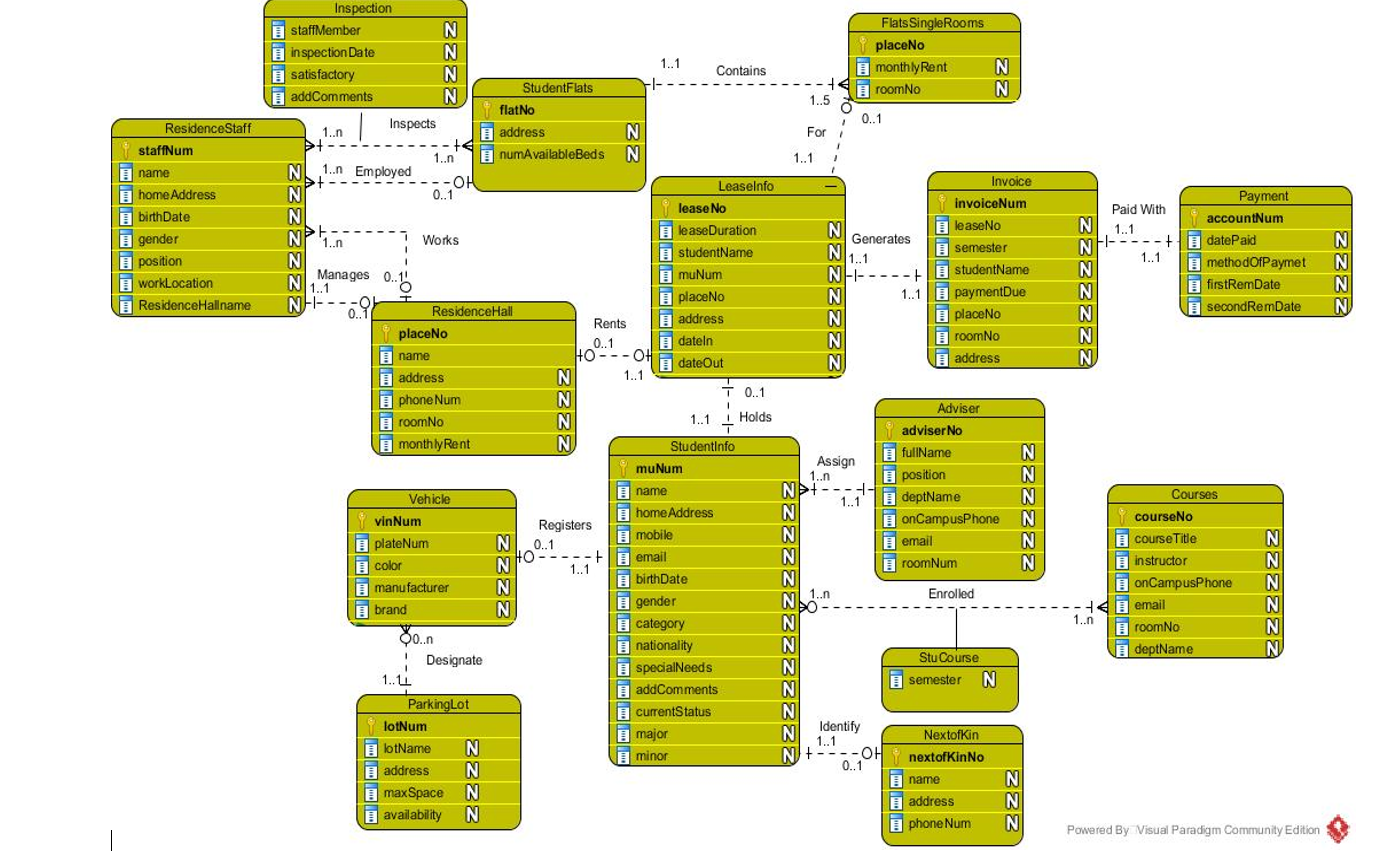 Inspection
staffMember N
inspectionDate N
satisfactory N
addComments N
FlatsSingleRooms
placeNo
monthlyRent N
roomNo N
1..1
Contains
1..5
StudentFlats
flatNo
address N
numAvailableBeds N
Inspects
1..n
1..n
Employed
1..n
0..1
ResidenceStaff
staffNum
name N
homeAddress N
birthDate N
gender N
position N
workLocation N
ResidenceHallname N
Works
1..n
0..1
Manages
1..1
0..1
For
0..1
1..1
LeaseInfo
leaseNo
leaseDuration N
studentName N
muNum N
placeNo N
address N
dateIn N
dateOut N
Generates
1..1
1..1
Invoice
invoiceNum
leaseNo N
semester N
studentName N
paymentDue N
placeNo N
roomNo N
address N
Paid With
1..1
1..1
Payment
accountNum
datePaid N
methodOfPaymet N
firstRemDate N
secondRemDate N
ResidenceHall
placeNo
name
address N
phoneNum N
roomNo N
monthlyRent N
Rents
0..1
1..1
0..1
1..1
Holds
StudentInfo
muNum
name N
homeAddress N
mobile N
email N
birthDate N
gender N
category N
nationality N
specialNeeds N
addComments N
currentStatus N
major N
minor N
Assign
1..n
1..1
Adviser
adviserNo
fullName N
position N
deptName N
onCampusPhone N
email N
roomNum N
Vehicle
vinNum
plateNum N
color N
manufacturer N
brand N
Registers
0..1
1..1
0..n
Designate
1..1
ParkingLot
lotNum
lotName N
address N
maxSpace N
availability N
Enrolled
1..n
1..n
Courses
courseNo
courseTitle N
instructor N
onCampusPhone N
email N
roomNo N
deptName N
StuCourse
semester N
Identify
1..1
0..1
NextofKin
nextofKinNo
name N
address N
phoneNum N
Powered By Visual Paradigm Community Edition